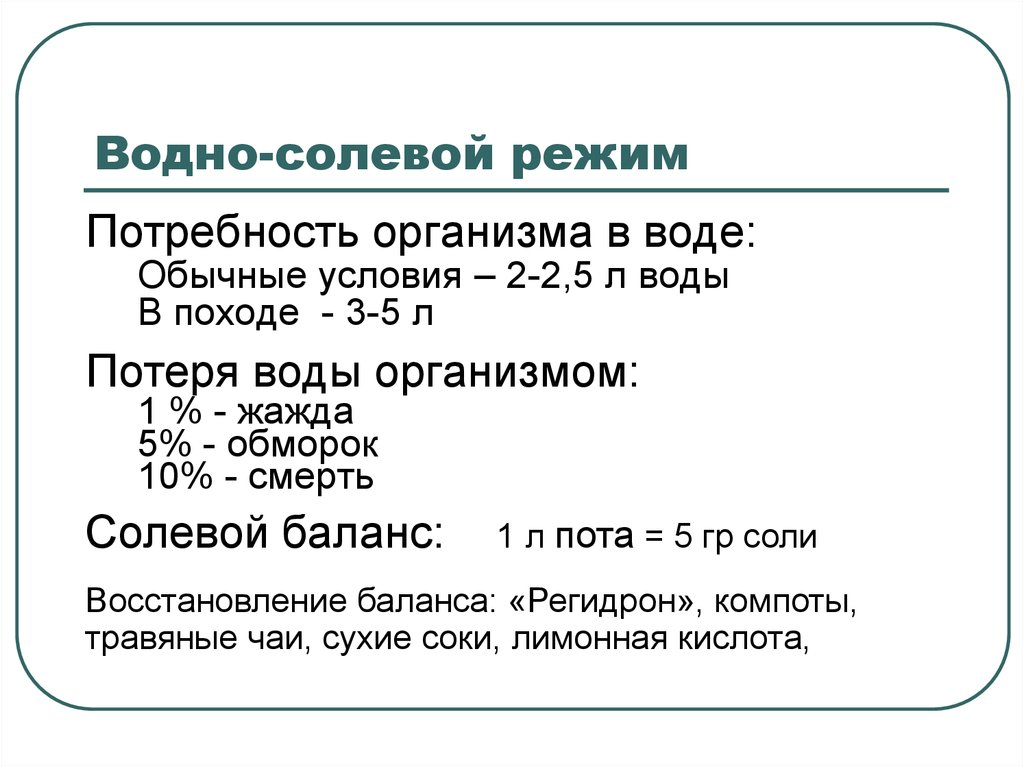 Водно-солевой режим
Потребность организма в воде:
Обычные условия – 2-2,5 л воды
В походе - 3-5 л
Потеря воды организмом:
1 % - жажда
5% - обморок
10% - смерть
Солевой баланс: 1 л пота = 5 гр соли
Восстановление баланса: «Регидрон», компоты,
травяные чаи, сухие соки, лимонная кислота,